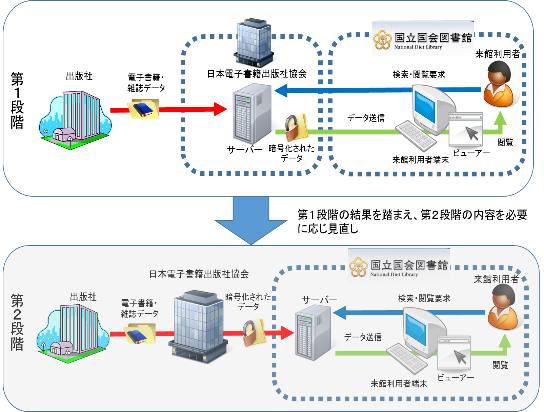 第1段階
出版社
電子書籍・
雑誌データ
日本電子書籍出版社協会
サーバー
暗号化された
データ
国立国会図書館
National Diet Library
来館利用者
検索・閲覧要求
データ送信
ビューアー
閲覧
来館利用者端末
第1段階の結果を踏まえ、第2段階の内容を必要
に応じ見直し
第2段階
出版社
電子書籍・
雑誌データ
日本電子書籍出版社協会
暗号化された
データ
サーバー
国立国会図書館
National Diet Library
来館利用者
検索・閲覧要求
データ送信
ビューアー
閲覧
来館利用者端末